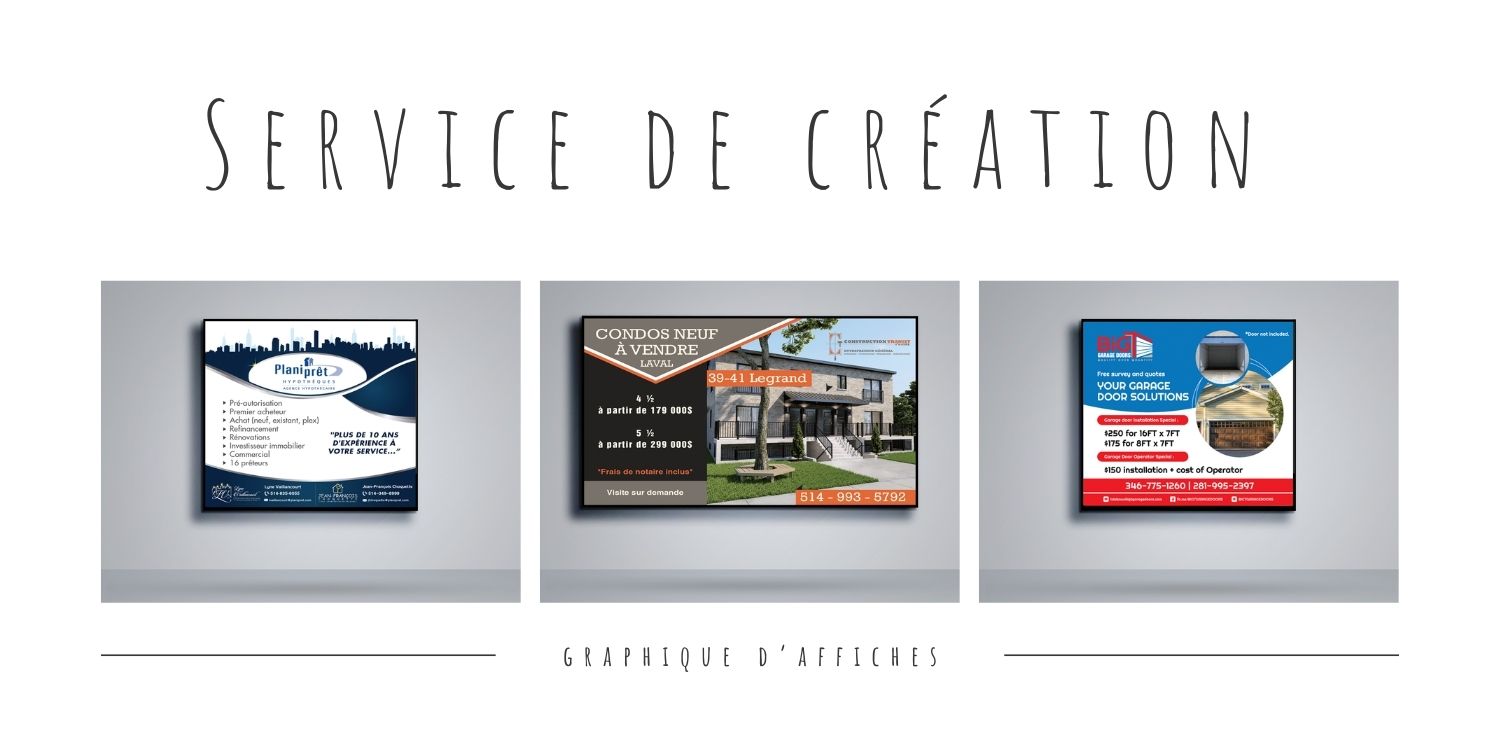 Service de création
Planiprêt
HYPOTHÈQUES
AGENCE HYPOTHÉCAIRE
Pré-autorisation
Premier acheteur
Achat (neuf, existant, plex)
Refinancement
Rénovations
Investisseur immobilier
Commercial
16 prêteurs
"PLUS DE 10 ANS
D'EXPÉRIENCE À
VOTRE SERVICE..."
Lyne Vaillancourt
Jean-François Choquette
CONDOS NEUF
À VENDRE
LAVAL
4 ½
à partir de 179 000$
5 ½
à partir de 299 000$
*Frais de notaire inclus*
Visite sur demande
39-41 Legrand
514 - 993 - 5792
*Door not included.
BIG
GARAGE DOORS
Free survey and quotes
YOUR GARAGE
DOOR SOLUTIONS
Garage door installation Special :
$250 for 16FT x 7FT
$175 for 8FT x 7FT
Garage Door Operator Special :
$150 installation + cost of Operator
346-775-1260 | 281-995-2397
graphique d'affiches